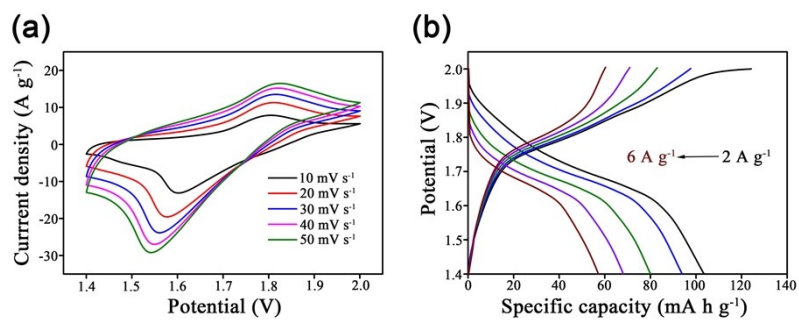 (a)
(b)
Currrent density (A g⁻¹)
20
10
0
-10
-20
-30
10 mV s⁻¹
20 mV s⁻¹
30 mV s⁻¹
40 mV s⁻¹
50 mV s⁻¹
1.4 1.5 1.6 1.7 1.8 1.9 2.0
Potential (V)
Potential (V)
2.0
1.9
1.8
1.7
1.6
1.5
1.4
6 A g⁻¹ ← 2 A g⁻¹
0 20 40 60 80 100 120 140
Specific capacity (mA h g⁻¹)